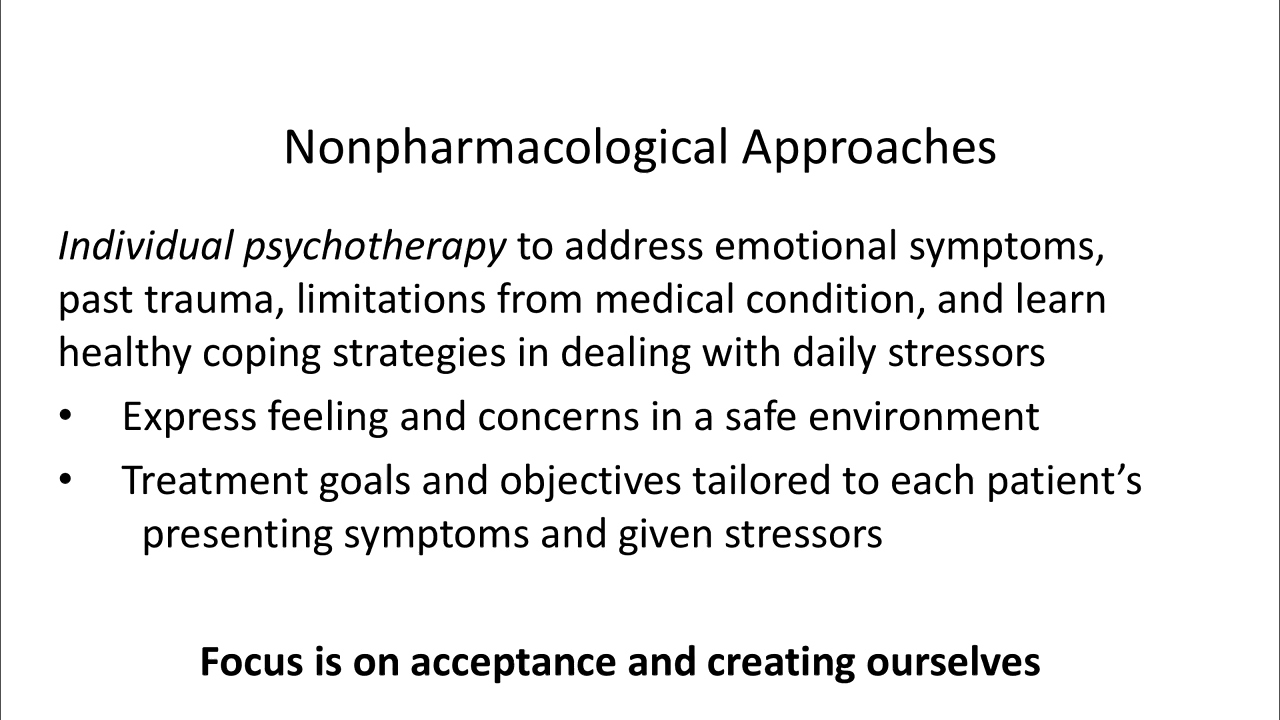 Nonpharmacological Approaches
Individual psychotherapy to address emotional symptoms,
past trauma, limitations from medical condition, and learn
healthy coping strategies in dealing with daily stressors
• Express feeling and concerns in a safe environment
• Treatment goals and objectives tailored to each patient’s
presenting symptoms and given stressors
Focus is on acceptance and creating ourselves